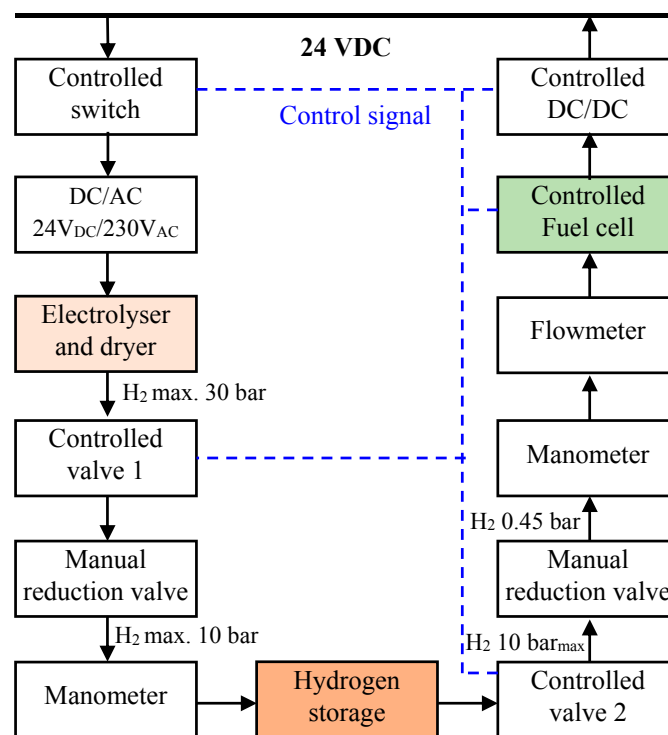 24 VDC
Controlled
switch
Control signal
Controlled
DC/DC
DC/AC
24VDC/230VAC
Controlled
Fuel cell
Electrolyser
and dryer
Flowmeter
H2 max. 30 bar
Controlled
valve 1
Manometer
H2 0.45 bar
Manual
reduction valve
Manual
reduction valve
H2 max. 10 bar
H2 10 barmax
Manometer
Hydrogen
storage
Controlled
valve 2